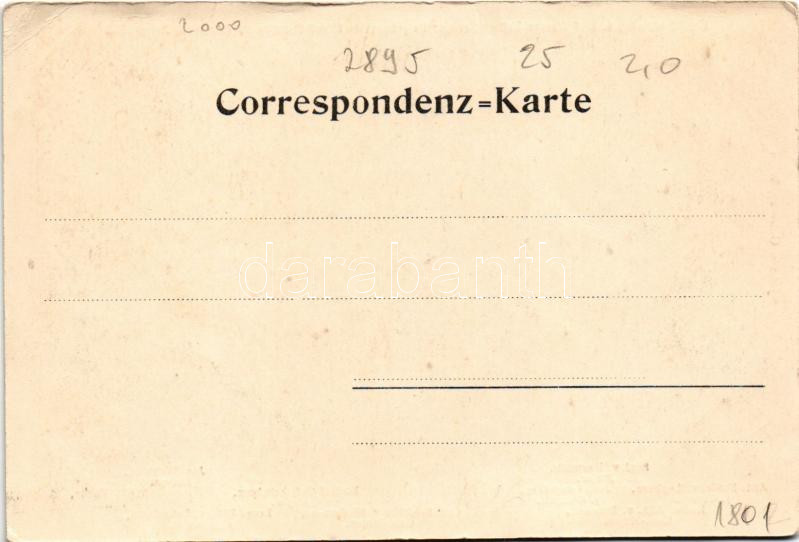 2000
2895 25 2,0
Correspondenz=Karte
darabanth
1801